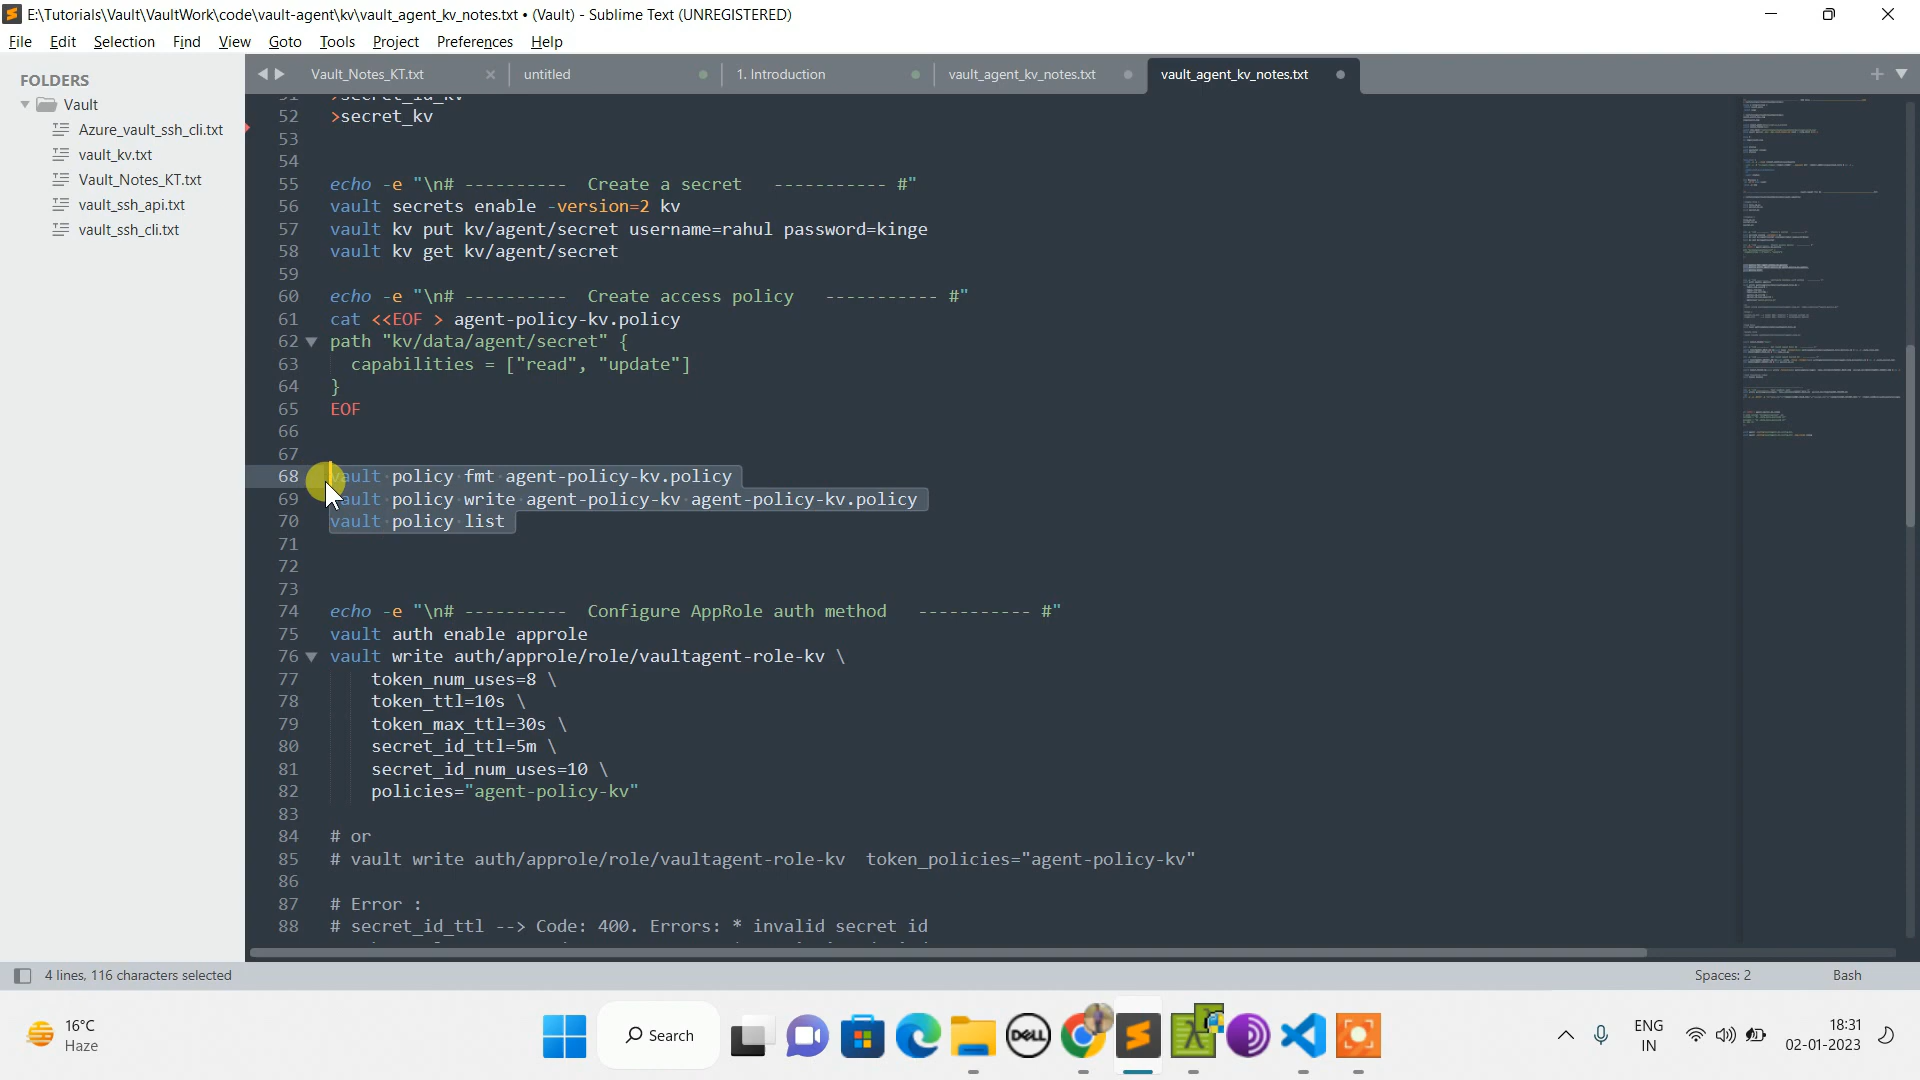 E:\Tutorials\Vault\VaultWork\code\vault-agent\kv\vault_agent_kv_notes.txt • (Vault) - Sublime Text (UNREGISTERED)
File Edit Selection Find View Goto Tools Project Preferences Help
FOLDERS
Vault
Azure_vault_ssh_cli.txt
vault_kv.txt
Vault_Notes_KT.txt
vault_ssh_api.txt
vault_ssh_cli.txt
Vault_Notes_KT.txt untitled 1. Introduction vault_agent_kv_notes.txt vault_agent_kv_notes.txt
51 >secret_id_kv
52 >secret_kv
53
54
55 echo -e "\n# ---------- Create a secret ----------- #"
56 vault secrets enable -version=2 kv
57 vault kv put kv/agent/secret username=rahul password=kinge
58 vault kv get kv/agent/secret
59
60 echo -e "\n# ---------- Create access policy ----------- #"
61 cat <<EOF > agent-policy-kv.policy
62 path "kv/data/agent/secret" {
63 capabilities = ["read", "update"]
64 }
65 EOF
66
67
68 vault policy fmt agent-policy-kv.policy
69 vault policy write agent-policy-kv agent-policy-kv.policy
70 vault policy list
71
72
73
74 echo -e "\n# ---------- Configure AppRole auth method ----------- #"
75 vault auth enable approle
76 vault write auth/approle/role/vaultagent-role-kv \
77 token_num_uses=8 \
78 token_ttl=10s \
79 token_max_ttl=30s \
80 secret_id_ttl=5m \
81 secret_id_num_uses=10 \
82 policies="agent-policy-kv"
83
84 # or
85 # vault write auth/approle/role/vaultagent-role-kv token_policies="agent-policy-kv"
86
87 # Error :
88 # secret_id_ttl --> Code: 400. Errors: * invalid secret id
4 lines, 116 characters selected
Spaces: 2
Bash
16°C
Haze
Search
DELL
ENG
IN
18:31
02-01-2023